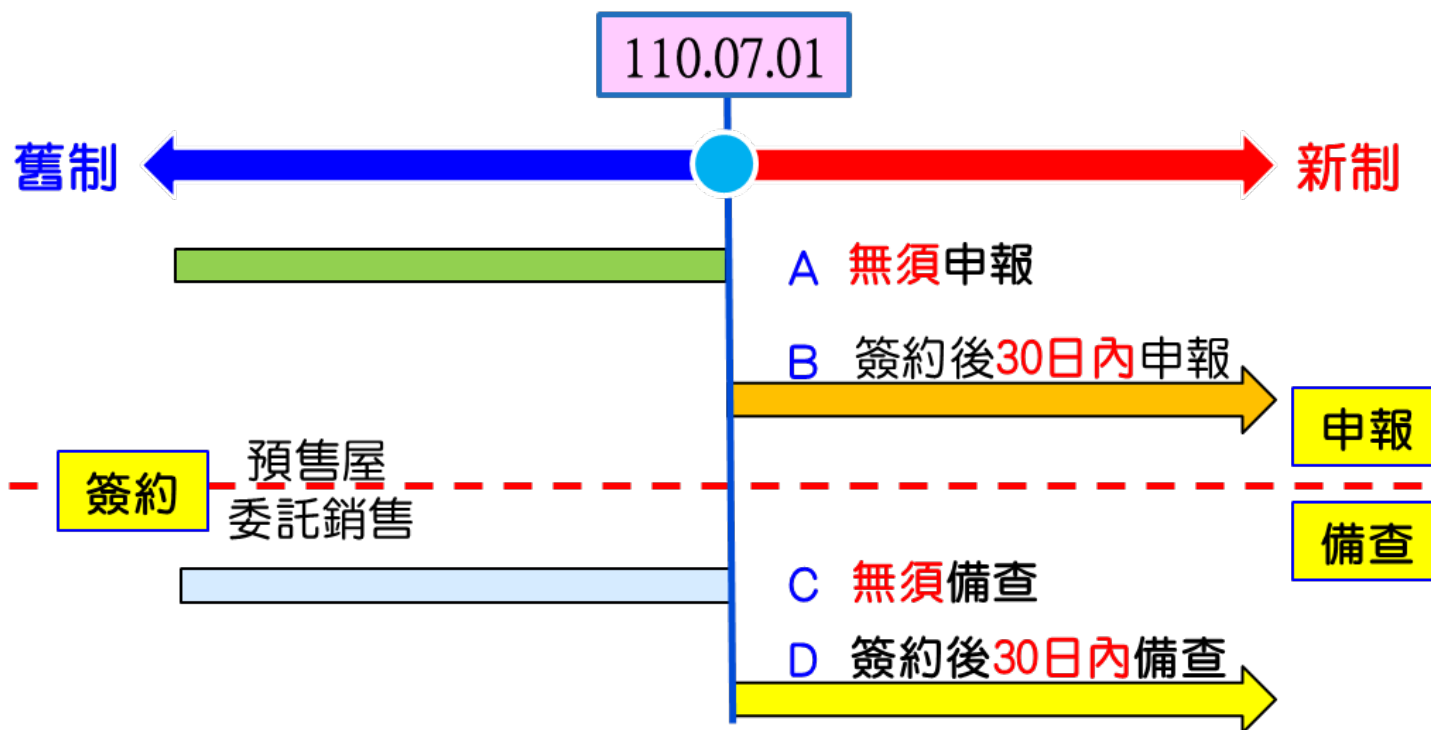 110.07.01
舊制
新制
A 無須申報
B 簽約後30日內申報
申報
簽約
預售屋
委託銷售
備查
C 無須備查
D 簽約後30日內備查